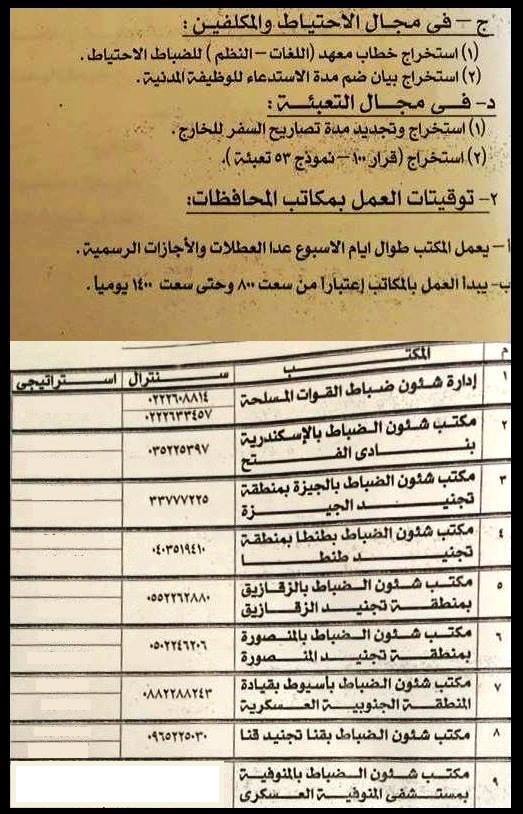 ج – فى مجال الاحتياط والمكلفين :
(١) استخراج خطاب معهد (اللغات – النظم ) للضباط الاحتياط .
(٢) استخراج بيان ضم مدة الاستدعاء للوظيفة المدنية .
د- فى مجال التعبئة :
(١) استخراج وتجديد مدة تصاريح السفر للخارج .
(٢) استخراج (قرار ١٠٠ – نموذج ٥٣ تعبئة ).
٢- توقيتات العمل بمكاتب المحافظات:
أ – يعمل المكتب طوال ايام الاسبوع عدا العطلات والأجازات الرسمية .
ب- يبدأ العمل بالمكاتب إعتباراً من سعت ٨٠٠ وحتى سعت ١٤٠٠ يومياً .
م المكتب سنترال استراتيجى
١ إدارة شئون ضباط القوات المسلحة ٠٢٢٢٦٠٨٨١٤
٠٢٢٢٦٣٣٤٥٧
٢ مكتب شئون الضباط بالإسكندرية ٠٣٥٢٢٥٣٩٧
بنادى الفتح
٣ مكتب شئون الضباط بالجيزة بمنطقة ٣٣٧٧٧٢٢٥
تجنيد الجيزة
٤ مكتب شئون الضباط بطنطا بمنطقة ٠٤٠٣٥١٩٤١٠
تجنيد طنطا
٥ مكتب شئون الضباط بالزقازيق ٠٥٥٢٢٦٢٨٨٠
بمنطقة تجنيد الزقازيق
٦ مكتب شئون الضباط بالمنصورة ٠٥٠٢٢٤٦٢٠٦
بمنطقة تجنيد المنصورة
٧ مكتب شئون الضباط بأسيوط بقيادة ٠٨٨٢٢٨٨٢٤٣
المنطقة الجنوبية العسكرية
٨ مكتب شئون الضباط بقنا تجنيد قنا ٠٩٦٥٢٢٥٠٣٠
٩ مكتب شئون الضباط بالمنوفية
بمستشفى المنوفية العسكرى